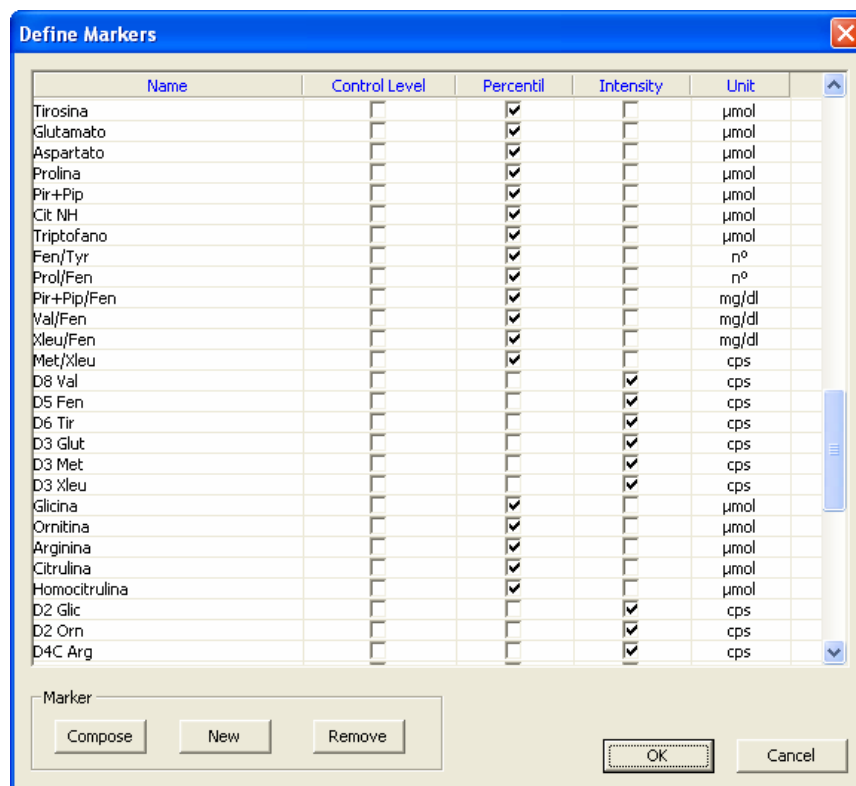 Define Markers
Name Control Level Percentil Intensity Unit
Tirosina µmol
Glutamato µmol
Aspartato µmol
Prolina µmol
Pir+Pip µmol
Cit NH µmol
Triptofano µmol
Fen/Tyr nº
Prol/Fen nº
Pir+Pip/Fen mg/dl
Val/Fen mg/dl
Xleu/Fen mg/dl
Met/Xleu cps
D8 Val cps
D5 Fen cps
D6 Tir cps
D3 Glut cps
D3 Met cps
D3 Xleu cps
Glicina µmol
Ornitina µmol
Arginina µmol
Citrulina µmol
Homocitrulina µmol
D2 Glic cps
D2 Orn cps
D4C Arg cps
Marker
Compose New Remove
OK Cancel